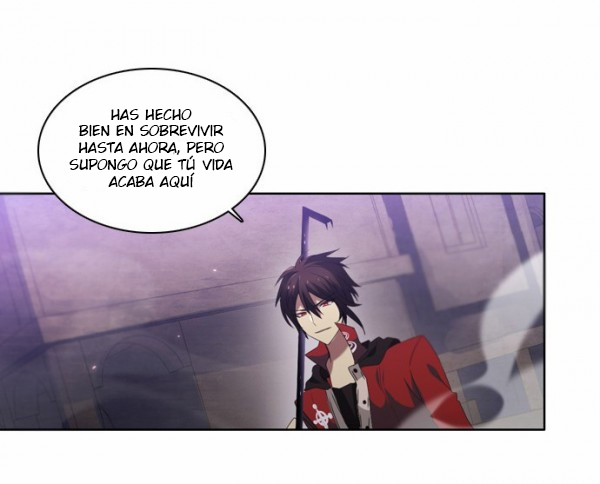 HAS HECHO
BIEN EN SOBREVIVIR
HASTA AHORA, PERO
SUPONGO QUE TÚ VIDA
ACABA AQUÍ